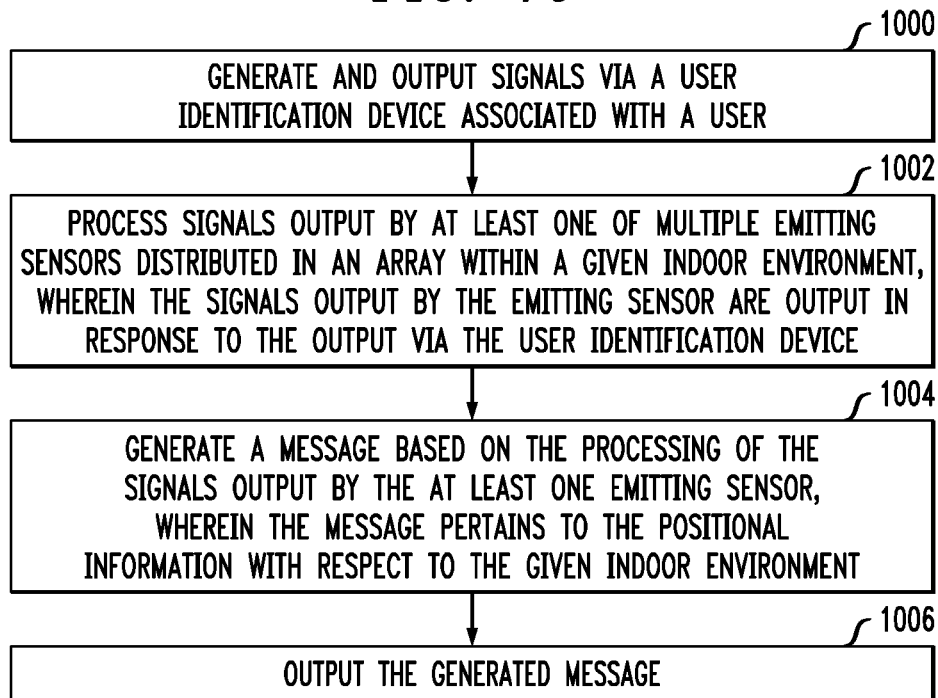 1000
GENERATE AND OUTPUT SIGNALS VIA A USER
IDENTIFICATION DEVICE ASSOCIATED WITH A USER
1002
PROCESS SIGNALS OUTPUT BY AT LEAST ONE OF MULTIPLE EMITTING
SENSORS DISTRIBUTED IN AN ARRAY WITHIN A GIVEN INDOOR ENVIRONMENT,
WHEREIN THE SIGNALS OUTPUT BY THE EMITTING SENSOR ARE OUTPUT IN
RESPONSE TO THE OUTPUT VIA THE USER IDENTIFICATION DEVICE
1004
GENERATE A MESSAGE BASED ON THE PROCESSING OF THE
SIGNALS OUTPUT BY THE AT LEAST ONE EMITTING SENSOR,
WHEREIN THE MESSAGE PERTAINS TO THE POSITIONAL
INFORMATION WITH RESPECT TO THE GIVEN INDOOR ENVIRONMENT
1006
OUTPUT THE GENERATED MESSAGE